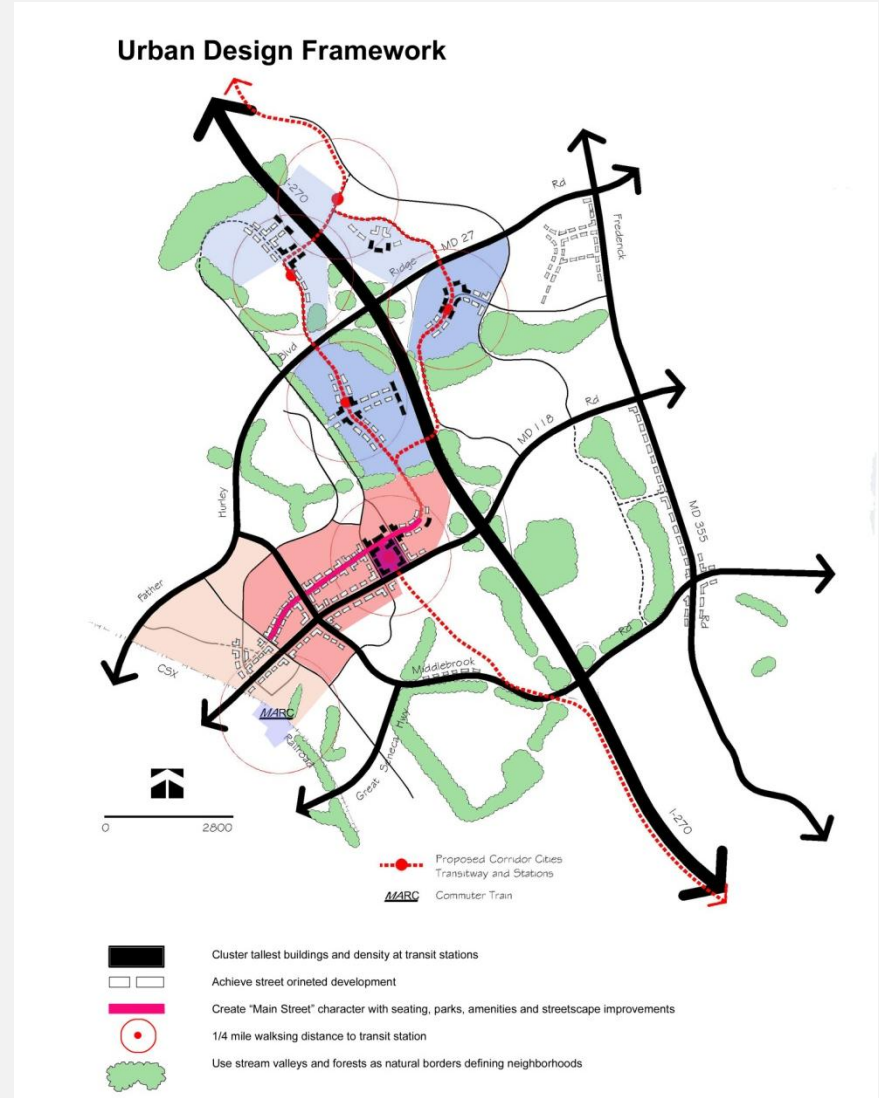 Urban Design Framework
I-270
Rd
Frederick
MD 27
Ridge
Blvd
Rd
MD 118
Hurley
MD 355
Father
Rd
Rd
CSX
Middlebrook
MARC
Railroad
Great Seneca Hwy
0 2800
I-270
Proposed Corridor Cities
Transitway and Stations
MARC Commuter Train
Cluster tallest buildings and density at transit stations
Achieve street orineted development
Create “Main Street” character with seating, parks, amenities and streetscape improvements
1/4 mile walksing distance to transit station
Use stream valleys and forests as natural borders defining neighborhoods